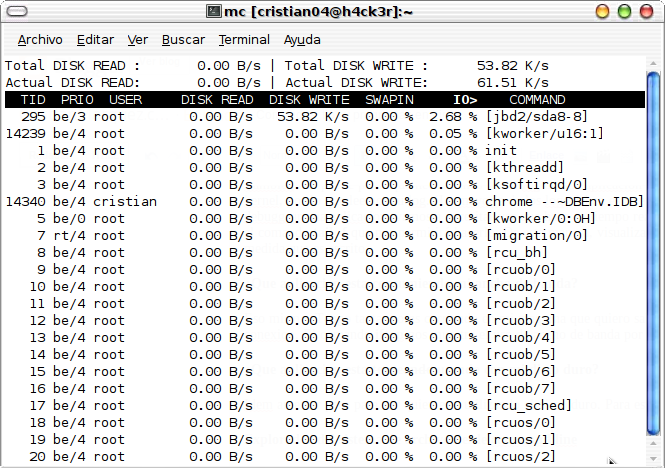 mc [cristian04@h4ck3r]:~
Archivo Editar Ver Buscar Terminal Ayuda
Total DISK READ : 0.00 B/s | Total DISK WRITE : 53.82 K/s
Actual DISK READ: 0.00 B/s | Actual DISK WRITE: 61.51 K/s
TID PRIO USER DISK READ DISK WRITE SWAPIN IO> COMMAND
295 be/3 root 0.00 B/s 53.82 K/s 0.00 % 2.68 % [jbd2/sda8-8]
14239 be/4 root 0.00 B/s 0.00 B/s 0.00 % 0.05 % [kworker/u16:1]
1 be/4 root 0.00 B/s 0.00 B/s 0.00 % 0.00 % init
2 be/4 root 0.00 B/s 0.00 B/s 0.00 % 0.00 % [kthreadd]
3 be/4 root 0.00 B/s 0.00 B/s 0.00 % 0.00 % [ksoftirqd/0]
14340 be/4 cristian 0.00 B/s 0.00 B/s 0.00 % 0.00 % chrome --~DBEnv.IDB]
5 be/0 root 0.00 B/s 0.00 B/s 0.00 % 0.00 % [kworker/0:0H]
7 rt/4 root 0.00 B/s 0.00 B/s 0.00 % 0.00 % [migration/0]
8 be/4 root 0.00 B/s 0.00 B/s 0.00 % 0.00 % [rcu_bh]
9 be/4 root 0.00 B/s 0.00 B/s 0.00 % 0.00 % [rcuob/0]
10 be/4 root 0.00 B/s 0.00 B/s 0.00 % 0.00 % [rcuob/1]
11 be/4 root 0.00 B/s 0.00 B/s 0.00 % 0.00 % [rcuob/2]
12 be/4 root 0.00 B/s 0.00 B/s 0.00 % 0.00 % [rcuob/3]
13 be/4 root 0.00 B/s 0.00 B/s 0.00 % 0.00 % [rcuob/4]
14 be/4 root 0.00 B/s 0.00 B/s 0.00 % 0.00 % [rcuob/5]
15 be/4 root 0.00 B/s 0.00 B/s 0.00 % 0.00 % [rcuob/6]
16 be/4 root 0.00 B/s 0.00 B/s 0.00 % 0.00 % [rcuob/7]
17 be/4 root 0.00 B/s 0.00 B/s 0.00 % 0.00 % [rcu_sched]
18 be/4 root 0.00 B/s 0.00 B/s 0.00 % 0.00 % [rcuos/0]
19 be/4 root 0.00 B/s 0.00 B/s 0.00 % 0.00 % [rcuos/1]
20 be/4 root 0.00 B/s 0.00 B/s 0.00 % 0.00 % [rcuos/2]